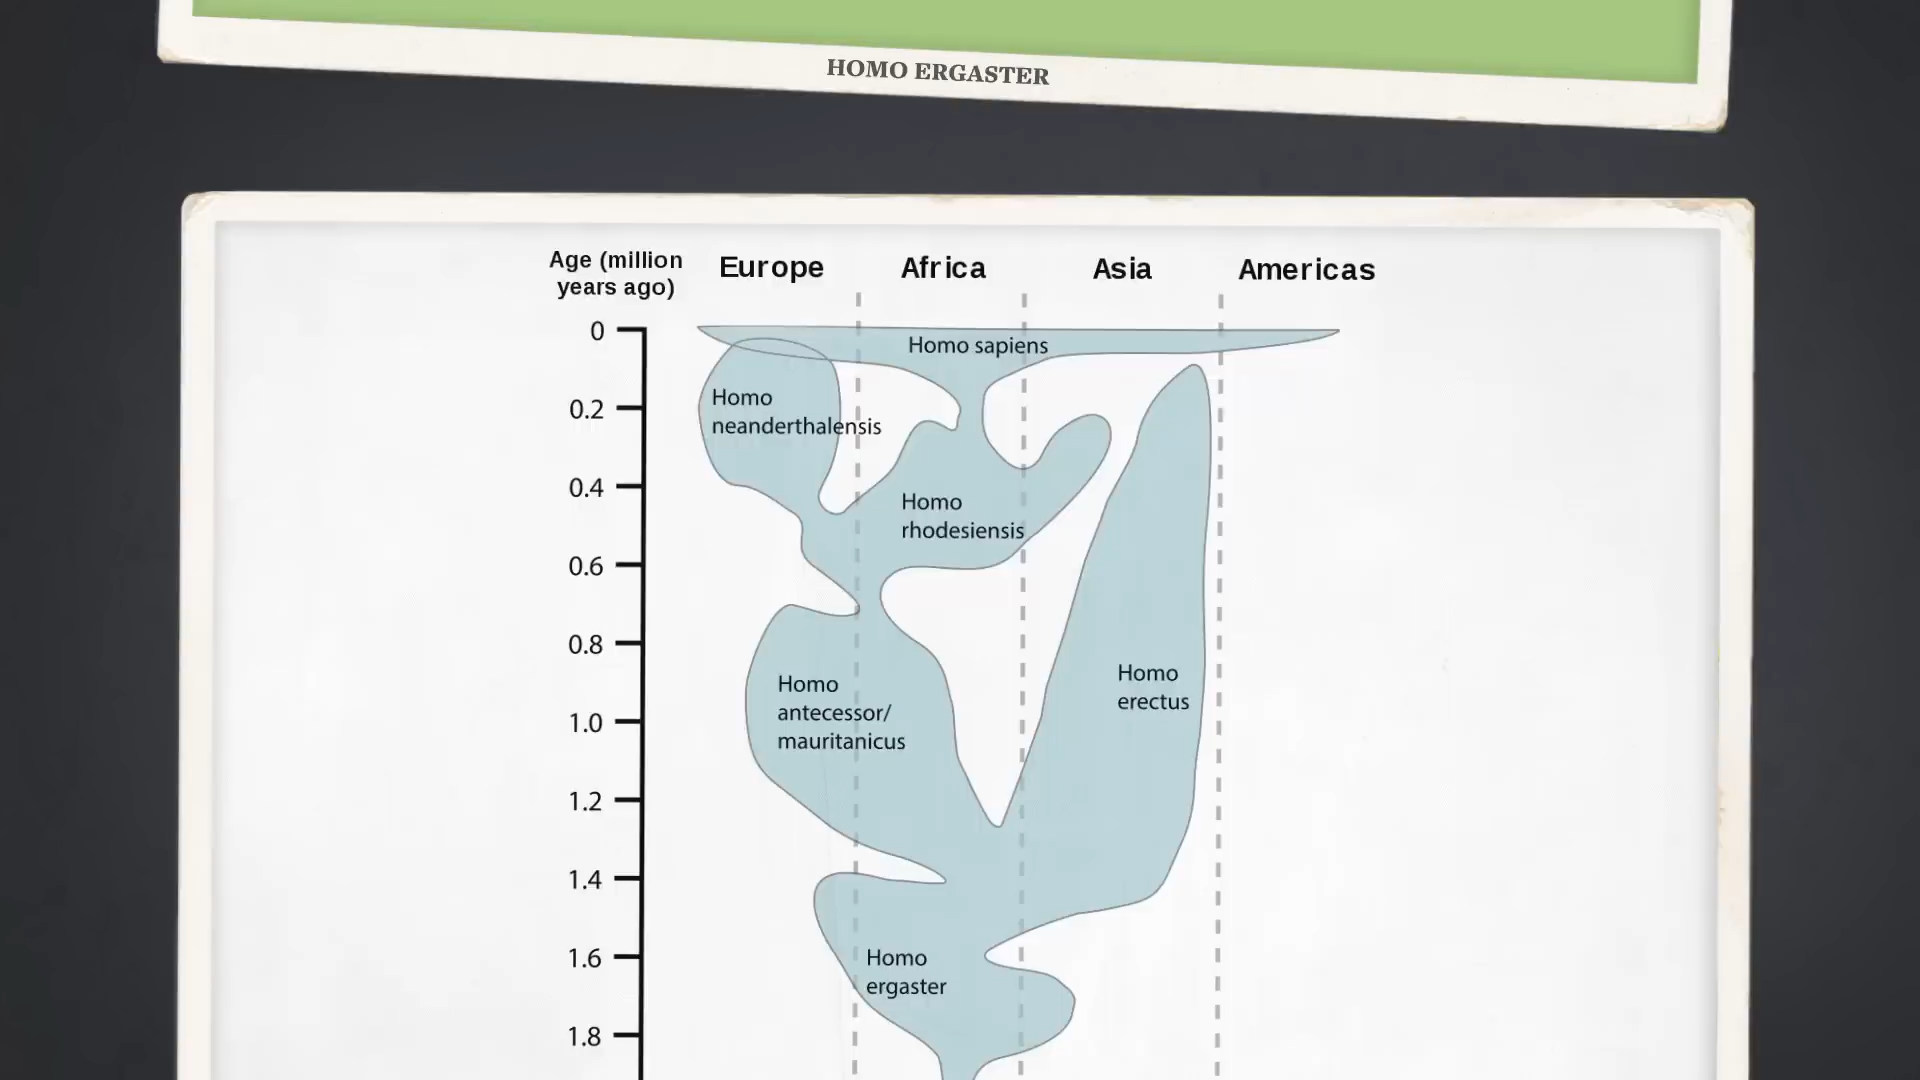 HOMO ERGASTER
Age (million
years ago)
Europe
Africa
Asia
Americas
0
Homo sapiens
Homo
neanderthalensis
0.2
0.4
Homo
rhodesiensis
0.6
0.8
Homo
erectus
Homo
antecessor/
mauritanicus
1.0
1.2
1.4
1.6
Homo
ergaster
1.8